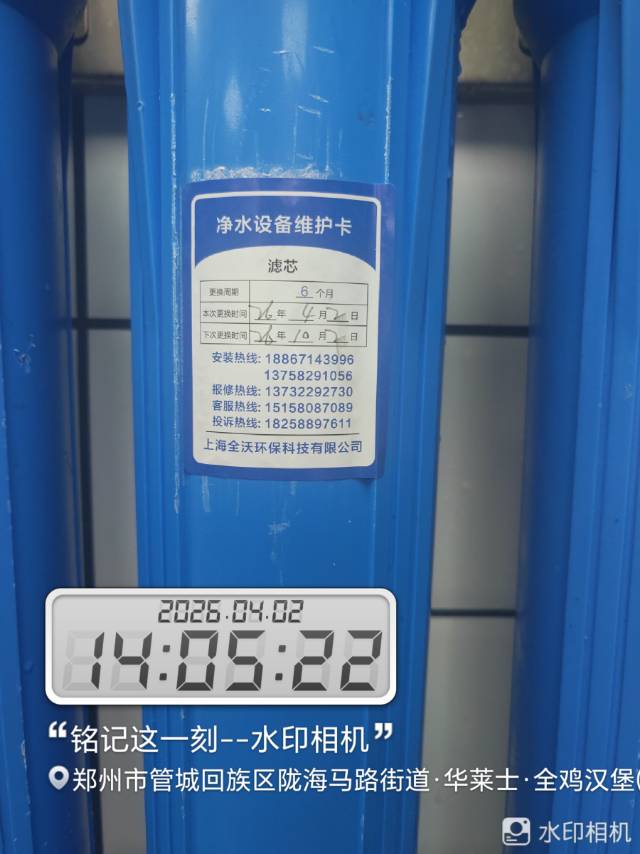 净水设备维护卡
滤芯
更换周期 6 个月
本次更换时间 26 年 4 月 2 日
下次更换时间 26 年 10 月 2 日
安装热线: 18867143996
13758291056
报修热线: 13732292730
客服热线: 15158087089
投诉热线: 18258897611
上海全沃环保科技有限公司
2026.04.02
14:05:22
“铭记这一刻--水印相机”
郑州市管城回族区陇海马路街道·华莱士·全鸡汉堡(
水印相机